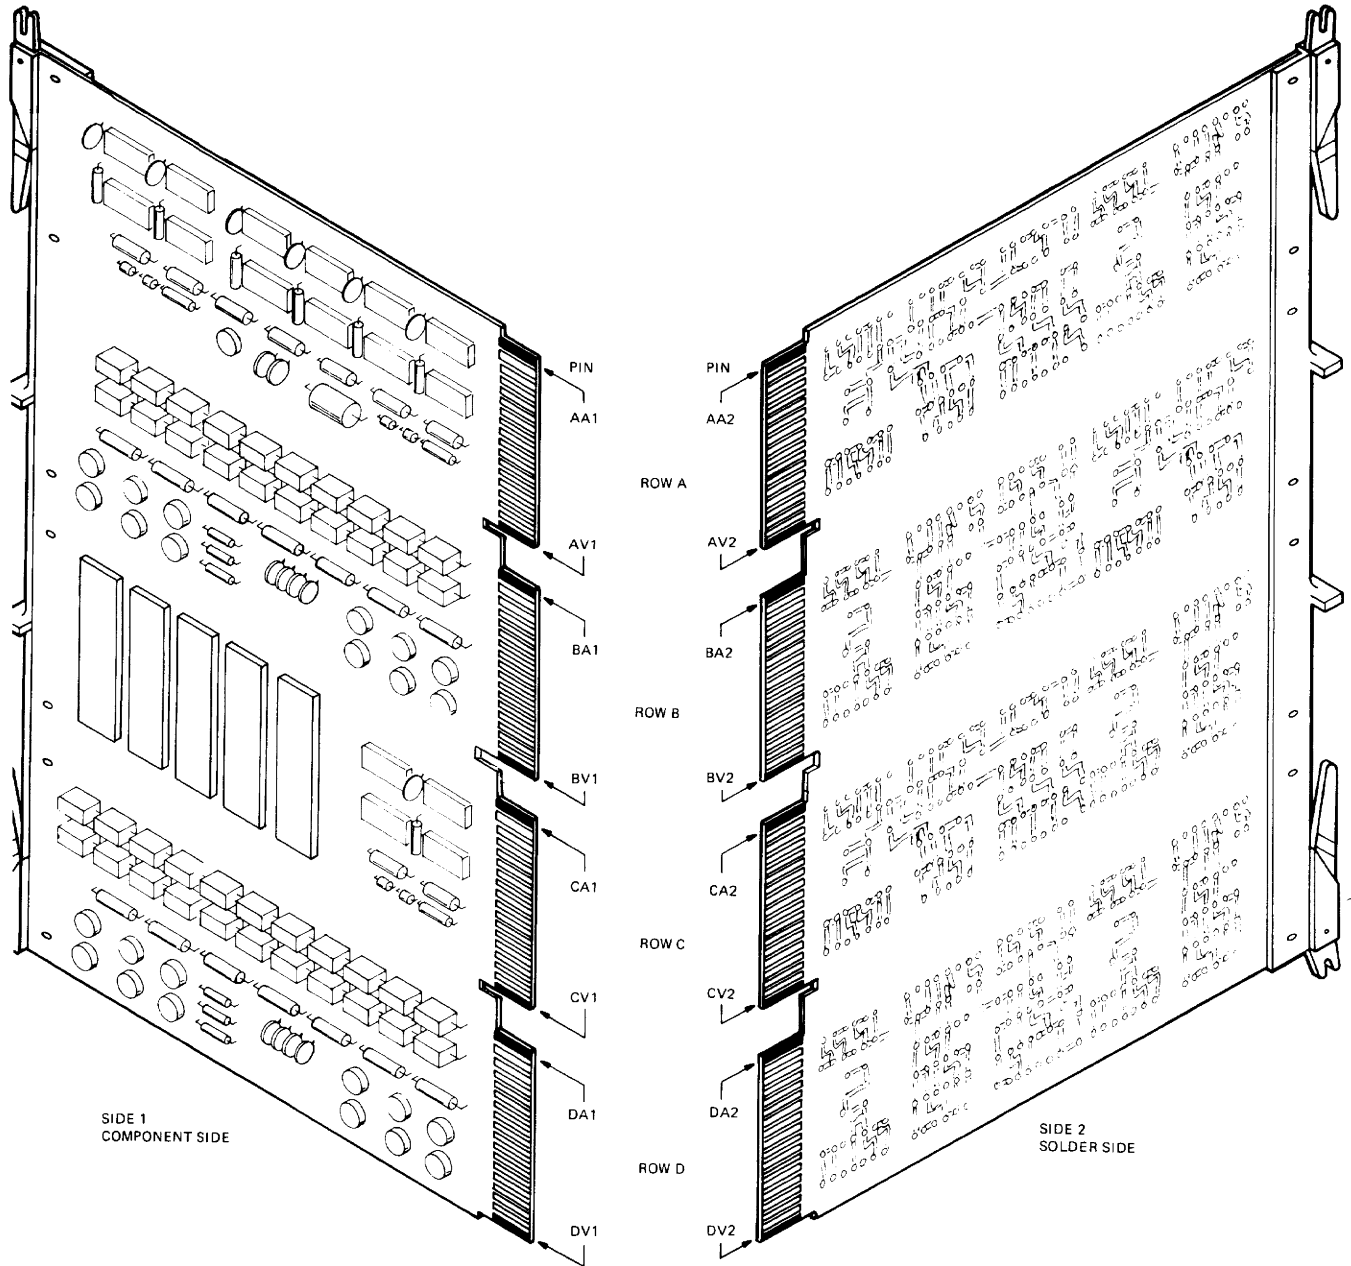 PIN
AA1
ROW A
AV1
BA1
ROW B
BV1
CA1
ROW C
CV1
DA1
ROW D
DV1
PIN
AA2
AV2
BA2
BV2
CA2
CV2
DA2
DV2
SIDE 1
COMPONENT SIDE
SIDE 2
SOLDER SIDE